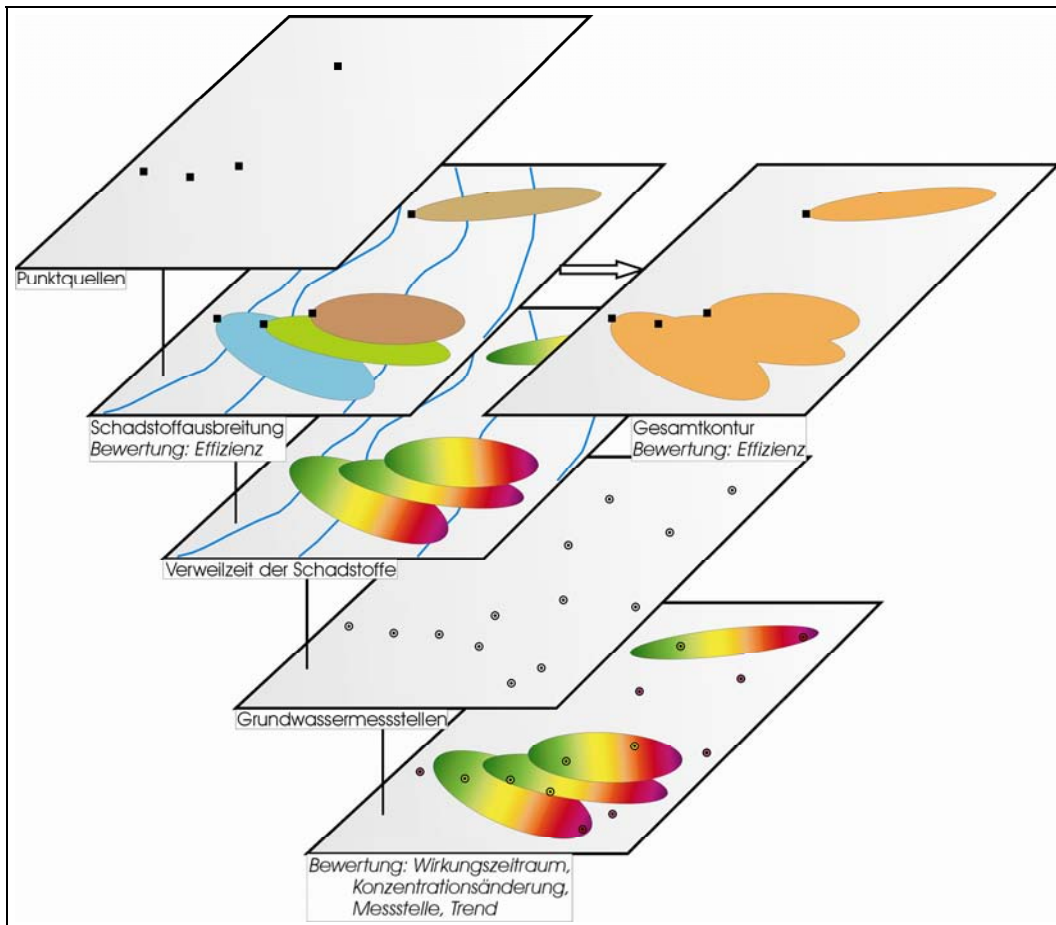 Punktquellen
Schadstoffausbreitung
Bewertung: Effizienz
Gesamtkontur
Bewertung: Effizienz
Verweilzeit der Schadstoffe
Grundwassermessstellen
Bewertung: Wirkungszeitraum,
Konzentrationsänderung,
Messstelle, Trend